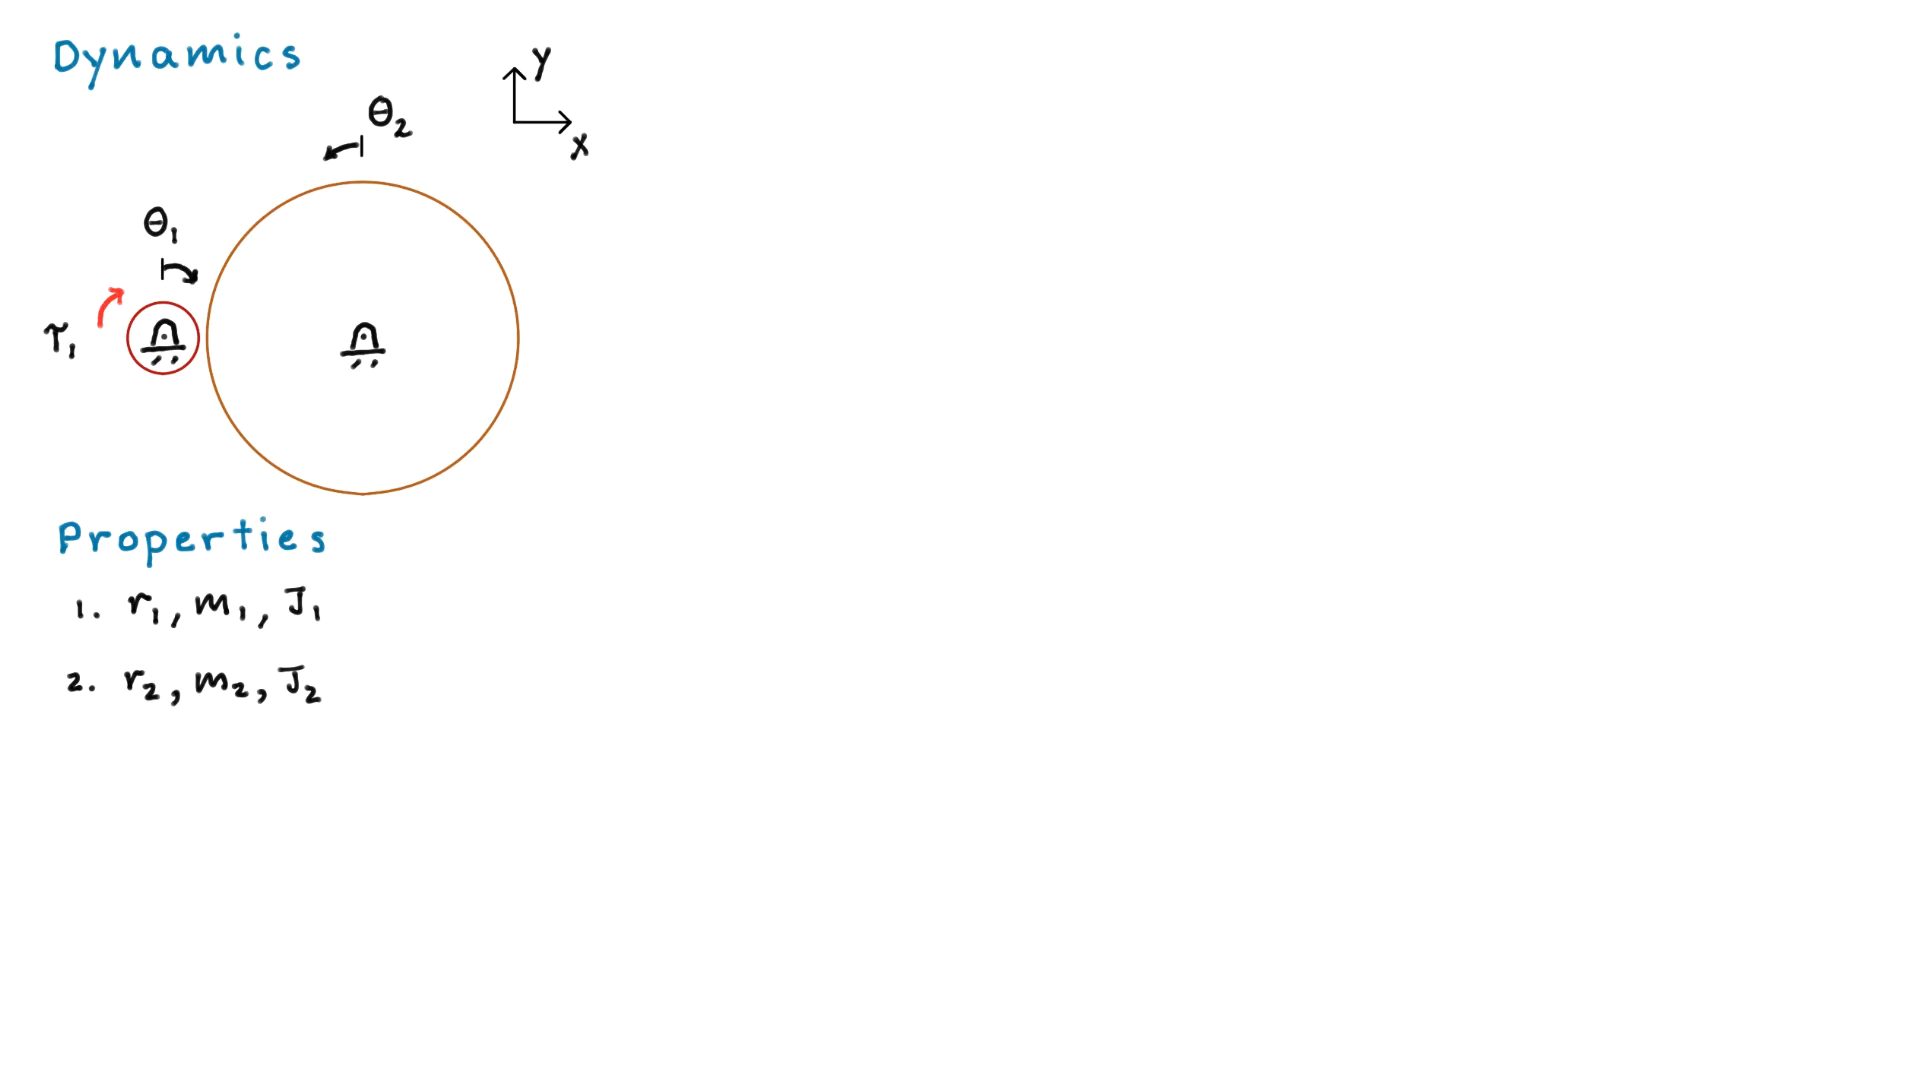 Dynamics
y
x
θ₂
θ₁
τ₁
Properties
1. r₁, m₁, J₁
2. r₂, m₂, J₂